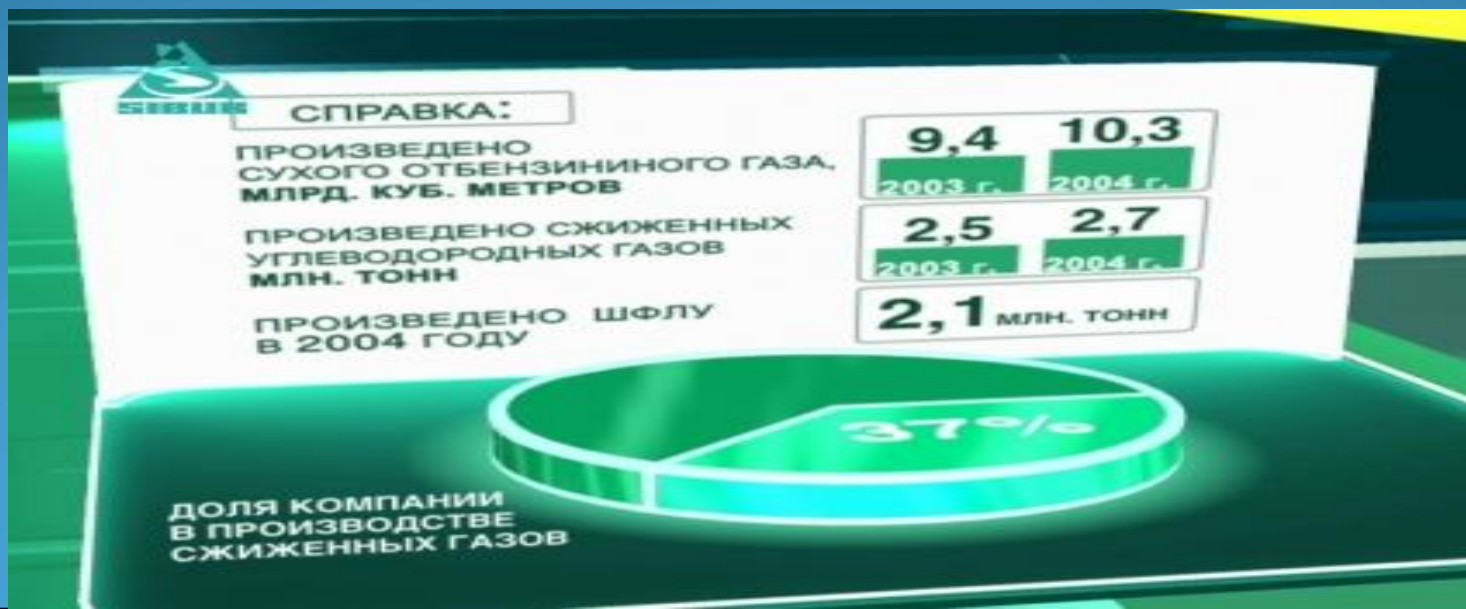 SIBUR
СПРАВКА:
ПРОИЗВЕДЕНО
СУХОГО ОТБЕНЗИНИНОГО ГАЗА,
МЛРД. КУБ. МЕТРОВ
9,4 10,3
2003 г. 2004 г.
ПРОИЗВЕДЕНО СЖИЖЕННЫХ
УГЛЕВОДОРОДНЫХ ГАЗОВ
МЛН. ТОНН
2,5 2,7
2003 г. 2004 г.
ПРОИЗВЕДЕНО ШФЛУ
В 2004 ГОДУ
2,1 МЛН. ТОНН
37%
ДОЛЯ КОМПАНИИ
В ПРОИЗВОДСТВЕ
СЖИЖЕННЫХ ГАЗОВ